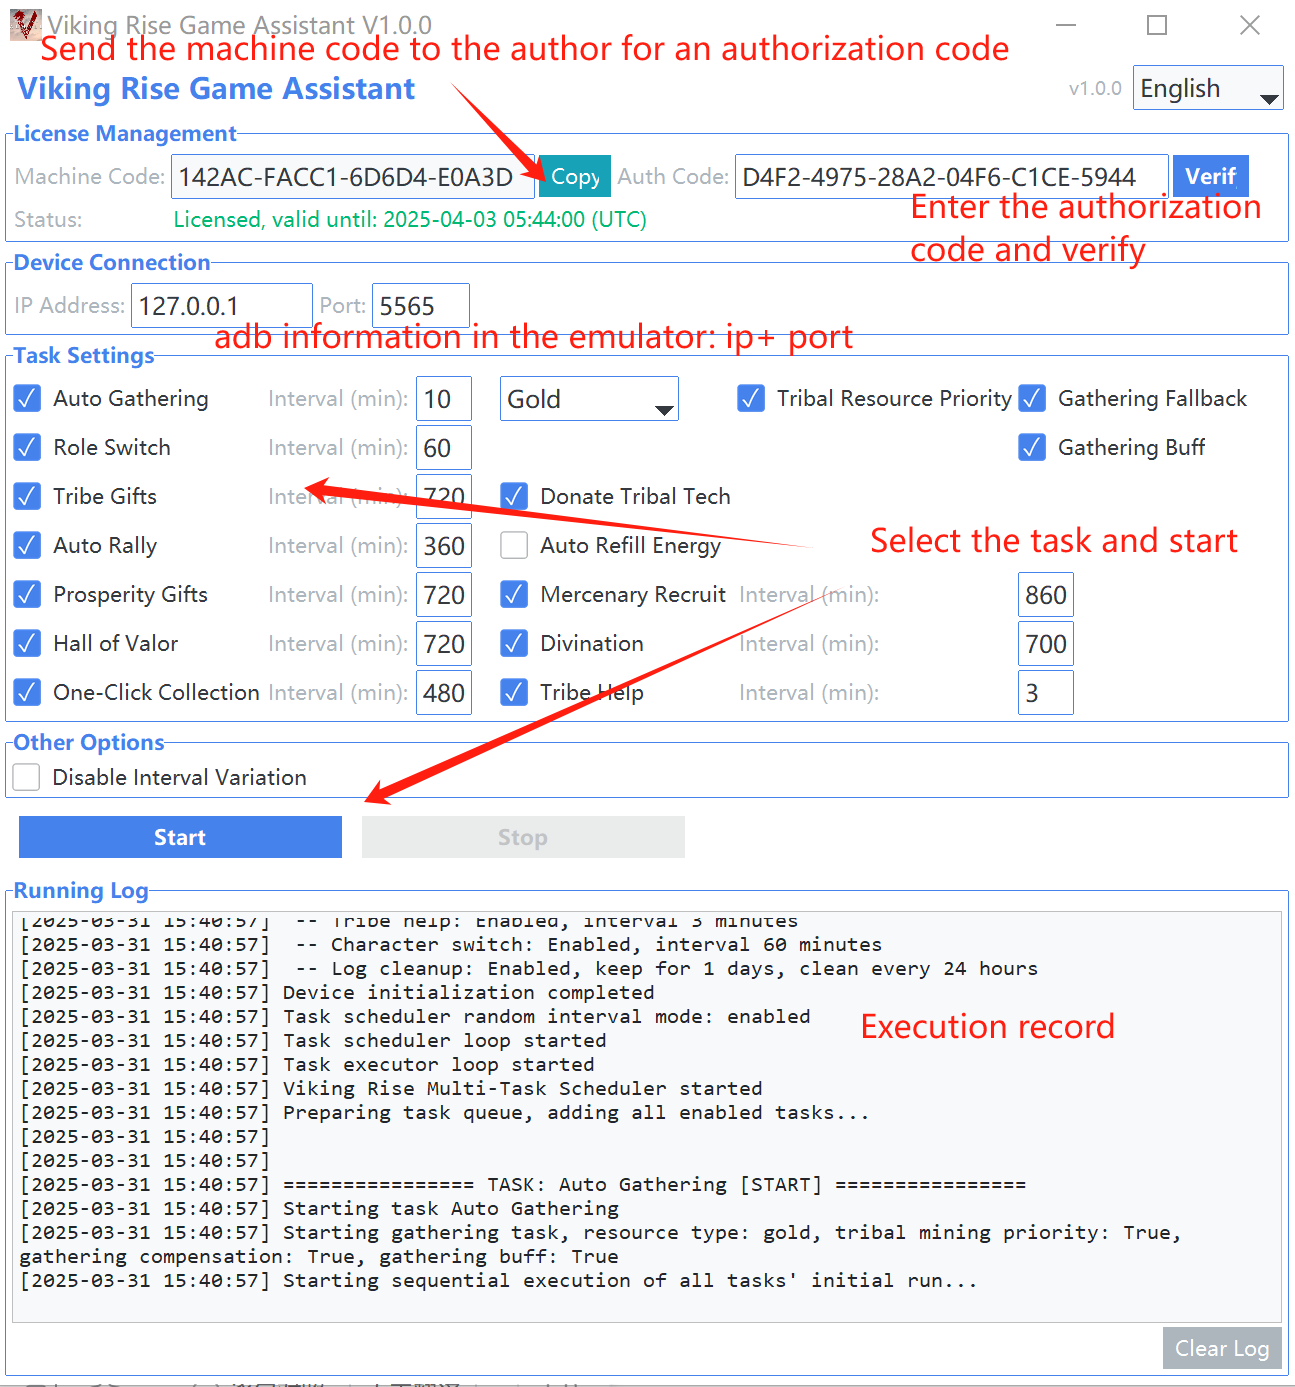 Viking Rise Game Assistant V1.0.0
Send the machine code to the author for an authorization code
Viking Rise Game Assistant
v1.0.0 English
License Management
Machine Code: 142AC-FACC1-6D6D4-E0A3D Copy Auth Code: D4F2-4975-28A2-04F6-C1CE-5944 Verif
Status: Licensed, valid until: 2025-04-03 05:44:00 (UTC)
Enter the authorization
code and verify
Device Connection
IP Address: 127.0.0.1 Port: 5565
adb information in the emulator: ip+ port
Task Settings
Auto Gathering Interval (min): 10 Gold Tribal Resource Priority Gathering Fallback
Role Switch Interval (min): 60 Gathering Buff
Tribe Gifts Interval (min): 720 Donate Tribal Tech
Auto Rally Interval (min): 360 Auto Refill Energy
Select the task and start
Prosperity Gifts Interval (min): 720 Mercenary Recruit Interval (min): 860
Hall of Valor Interval (min): 720 Divination Interval (min): 700
One-Click Collection Interval (min): 480 Tribe Help Interval (min): 3
Other Options
Disable Interval Variation
Start Stop
Running Log
[2025-03-31 15:40:57] -- Tribe help: Enabled, interval 3 minutes
[2025-03-31 15:40:57] -- Character switch: Enabled, interval 60 minutes
[2025-03-31 15:40:57] -- Log cleanup: Enabled, keep for 1 days, clean every 24 hours
[2025-03-31 15:40:57] Device initialization completed
[2025-03-31 15:40:57] Task scheduler random interval mode: enabled
Execution record
[2025-03-31 15:40:57] Task scheduler loop started
[2025-03-31 15:40:57] Task executor loop started
[2025-03-31 15:40:57] Viking Rise Multi-Task Scheduler started
[2025-03-31 15:40:57] Preparing task queue, adding all enabled tasks...
[2025-03-31 15:40:57]
[2025-03-31 15:40:57]
[2025-03-31 15:40:57] ================ TASK: Auto Gathering [START] ================
[2025-03-31 15:40:57] Starting task Auto Gathering
[2025-03-31 15:40:57] Starting gathering task, resource type: gold, tribal mining priority: True,
gathering compensation: True, gathering buff: True
[2025-03-31 15:40:57] Starting sequential execution of all tasks' initial run...
Clear Log